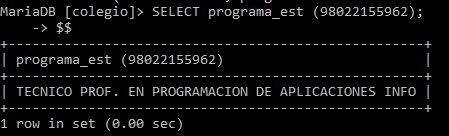 MariaDB [colegio]> SELECT programa_est (98022155962);
    -> $$
+-----------------------------------------------+
| programa_est (98022155962)                    |
+-----------------------------------------------+
| TECNICO PROF. EN PROGRAMACION DE APLICACIONES INFO |
+-----------------------------------------------+
1 row in set (0.00 sec)